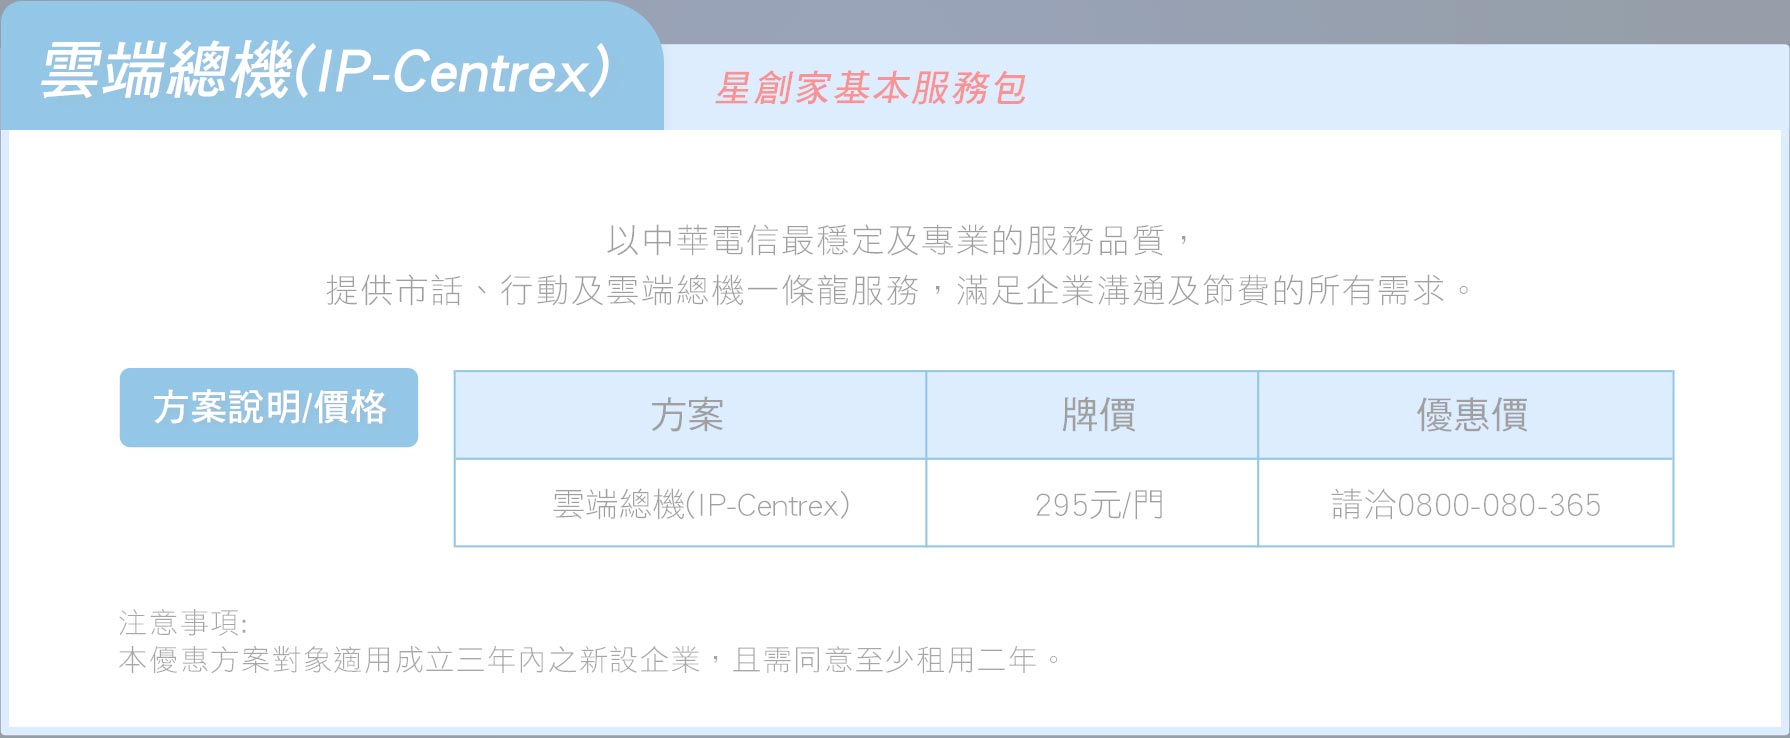 雲端總機(IP-Centrex)
星創家基本服務包
以中華電信最穩定及專業的服務品質，
提供市話、行動及雲端總機一條龍服務，滿足企業溝通及節費的所有需求。
方案說明/價格
方案
牌價
優惠價
雲端總機(IP-Centrex)
295元/門
請洽0800-080-365
注意事項:
本優惠方案對象適用成立三年內之新設企業，且需同意至少租用二年。